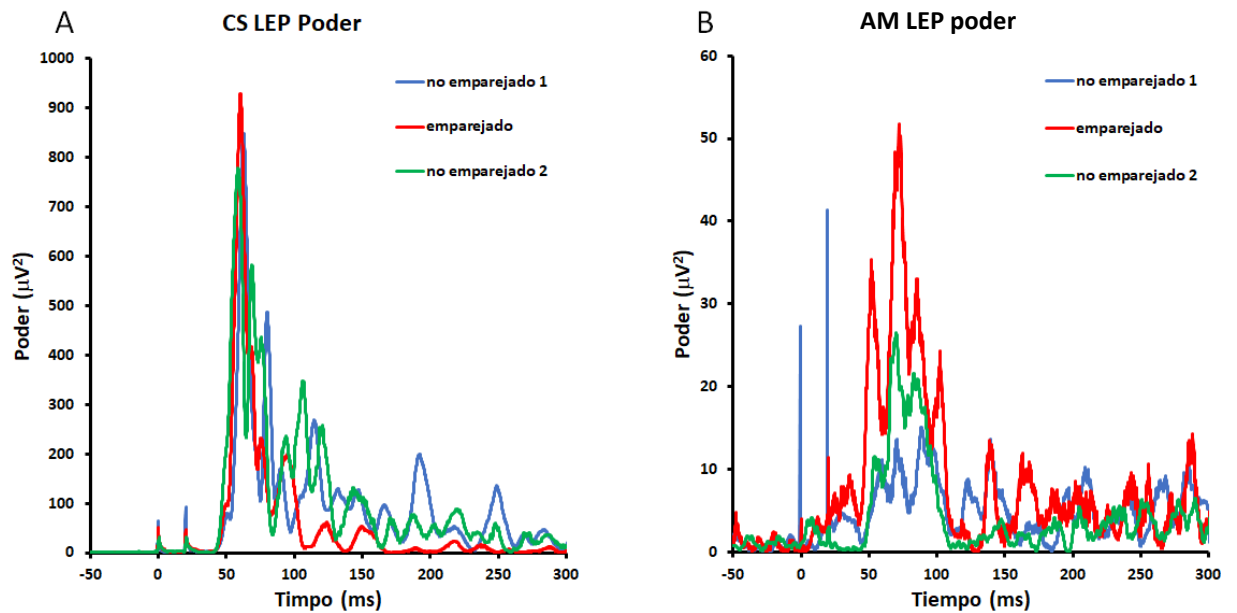 A
CS LEP Poder
1000
900
800
700
600
500
400
300
200
100
0
-50
0
50
100
150
200
250
300
Poder (μV²)
Timpo (ms)
no emparejado 1
emparejado
no emparejado 2
B
AM LEP poder
60
50
40
30
20
10
0
-50
0
50
100
150
200
250
300
Poder (μV²)
Tiempo (ms)
no emparejado 1
emparejado
no emparejado 2